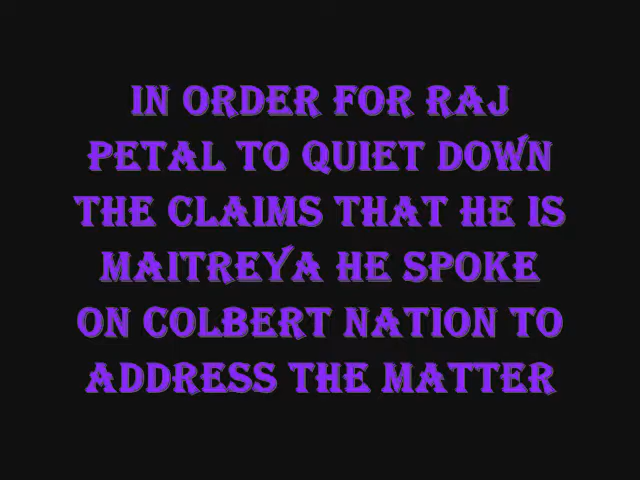 IN ORDER FOR RAJ
PETAL TO QUIET DOWN
THE CLAIMS THAT HE IS
MAITREYA HE SPOKE
ON COLBERT NATION TO
ADDRESS THE MATTER